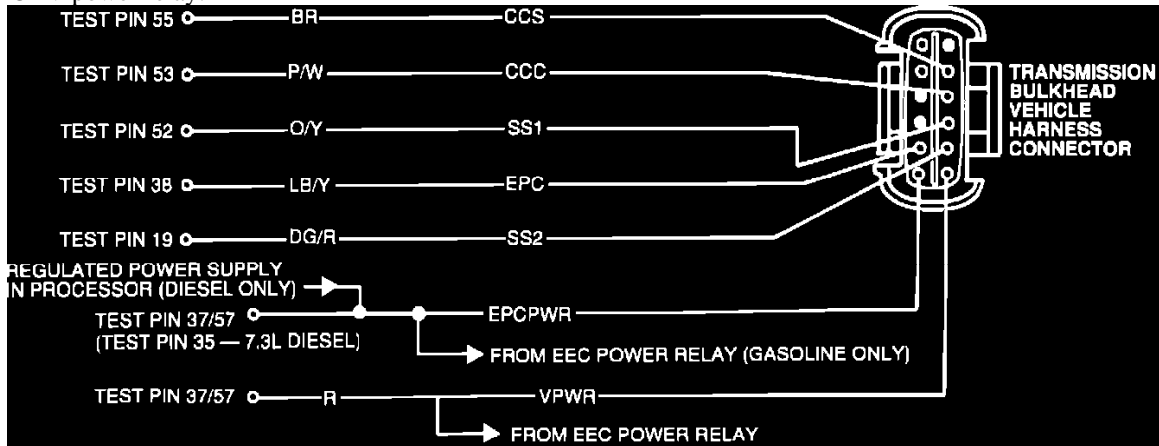 TEST PIN 55 BR CCS
TEST PIN 53 P/W CCC
TRANSMISSION
BULKHEAD
VEHICLE
HARNESS
CONNECTOR
TEST PIN 52 O/Y SS1
TEST PIN 38 LB/Y EPC
TEST PIN 19 DG/R SS2
REGULATED POWER SUPPLY
IN PROCESSOR (DIESEL ONLY)
TEST PIN 37/57 EPCPWR
(TEST PIN 35 — 7.3L DIESEL)
FROM EEC POWER RELAY (GASOLINE ONLY)
TEST PIN 37/57 R VPWR
FROM EEC POWER RELAY